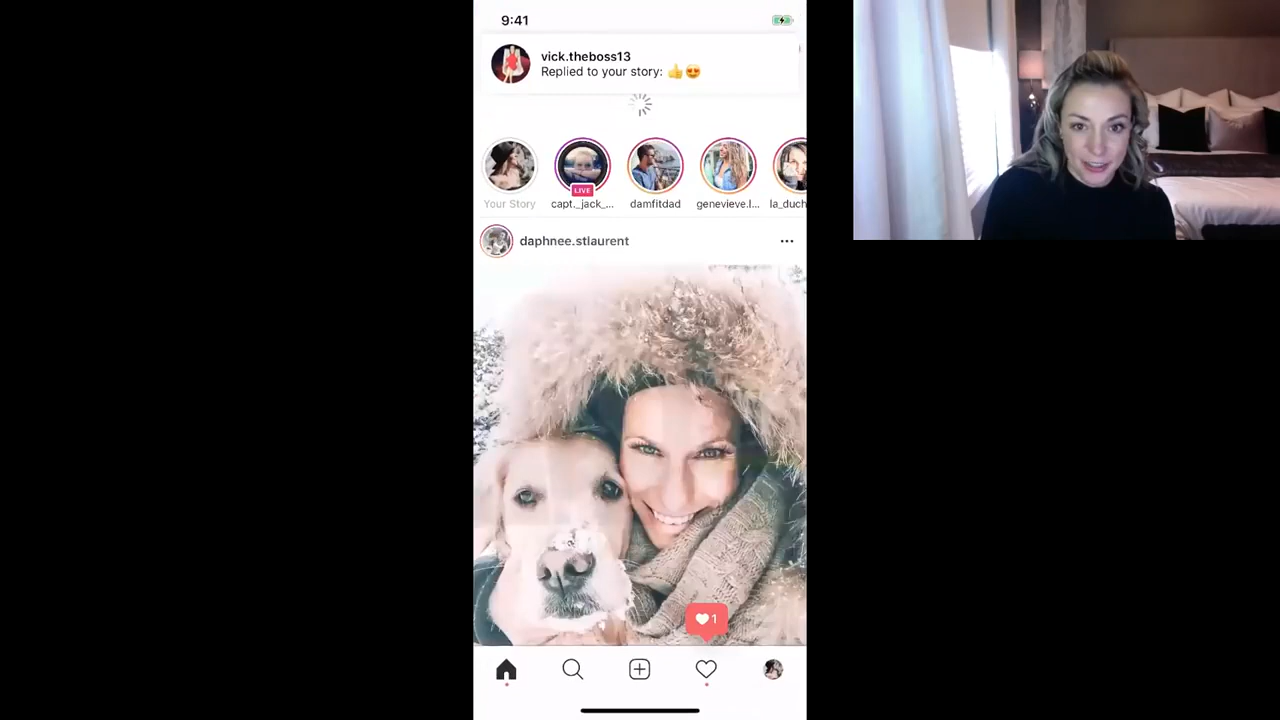 9:41
vick.theboss13
Replied to your story: 👍😍
LIVE
Your Story
capt._jack_...
damfitdad
genevieve.l...
la_duch
daphnee.stlaurent
1